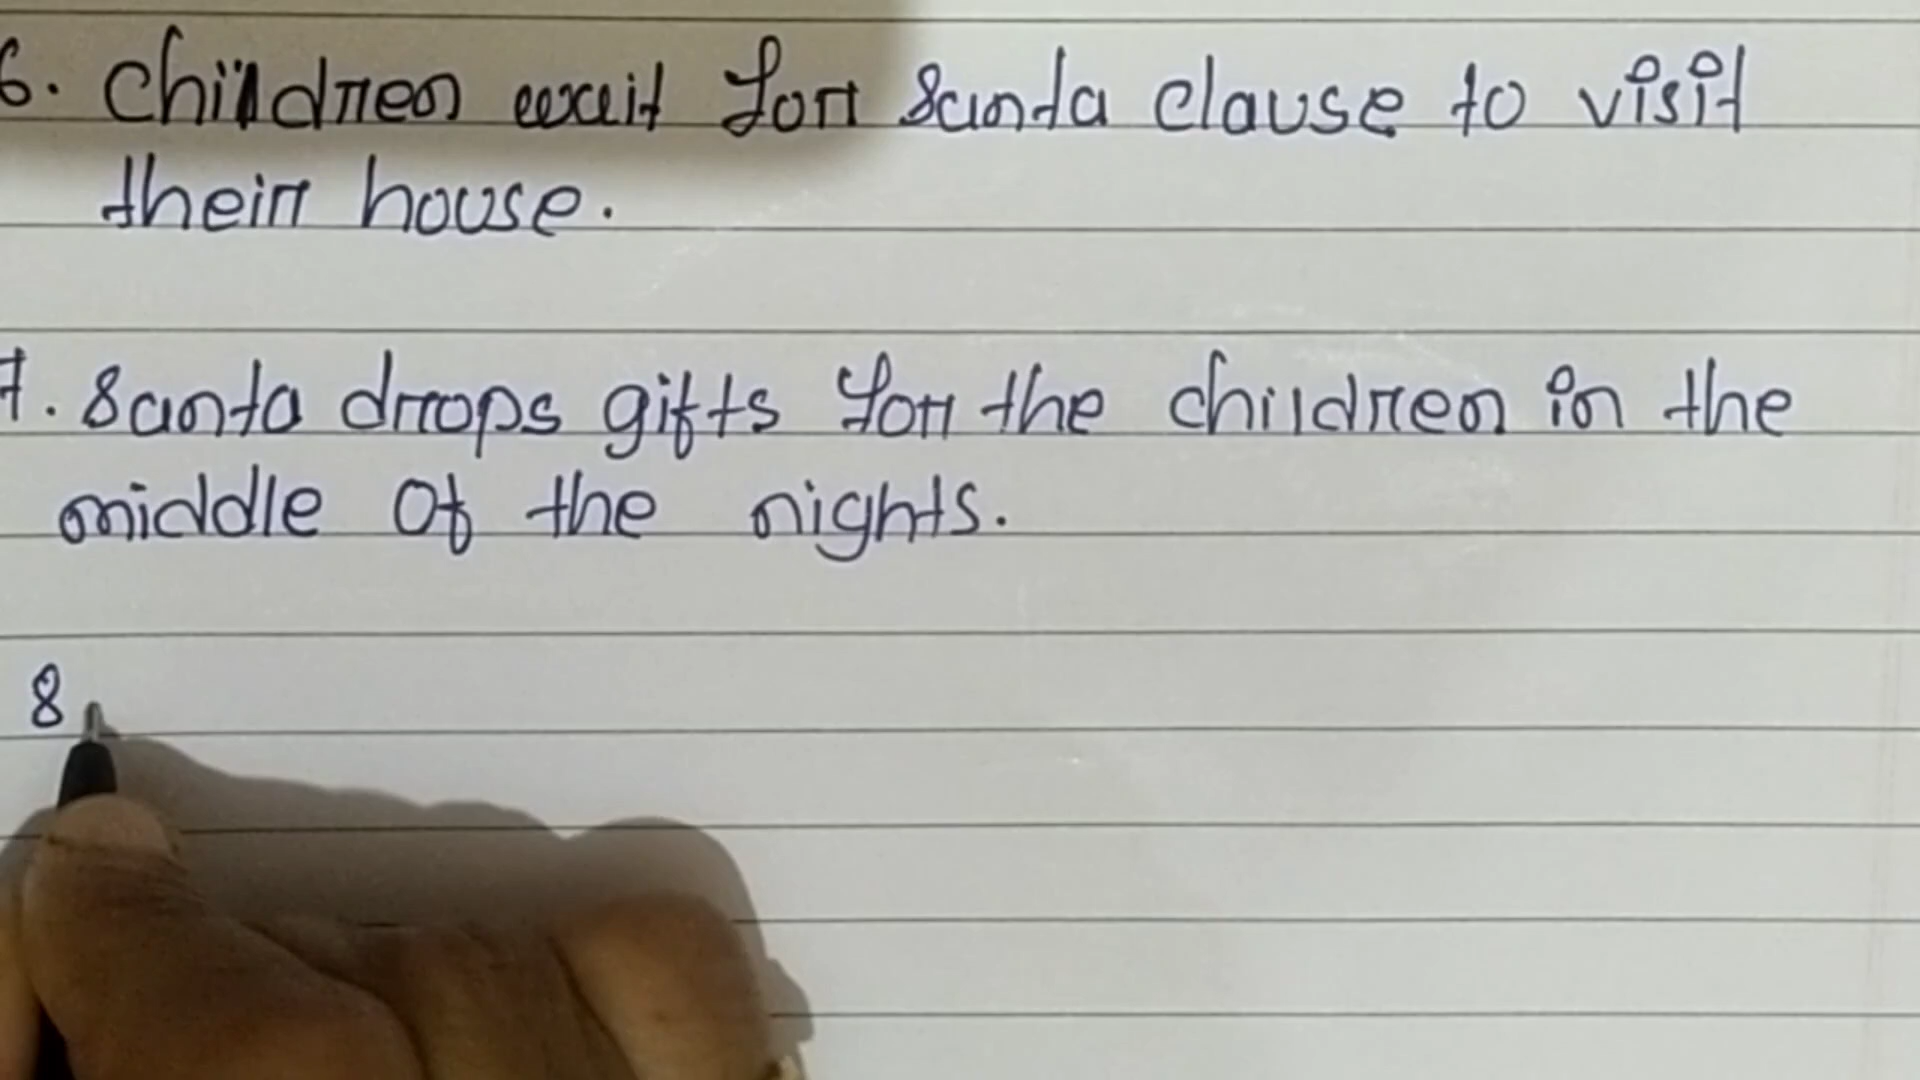 6. Children wait for Santa clause to visit
their house.
7. Santa drops gifts for the children in the
middle of the nights.
8